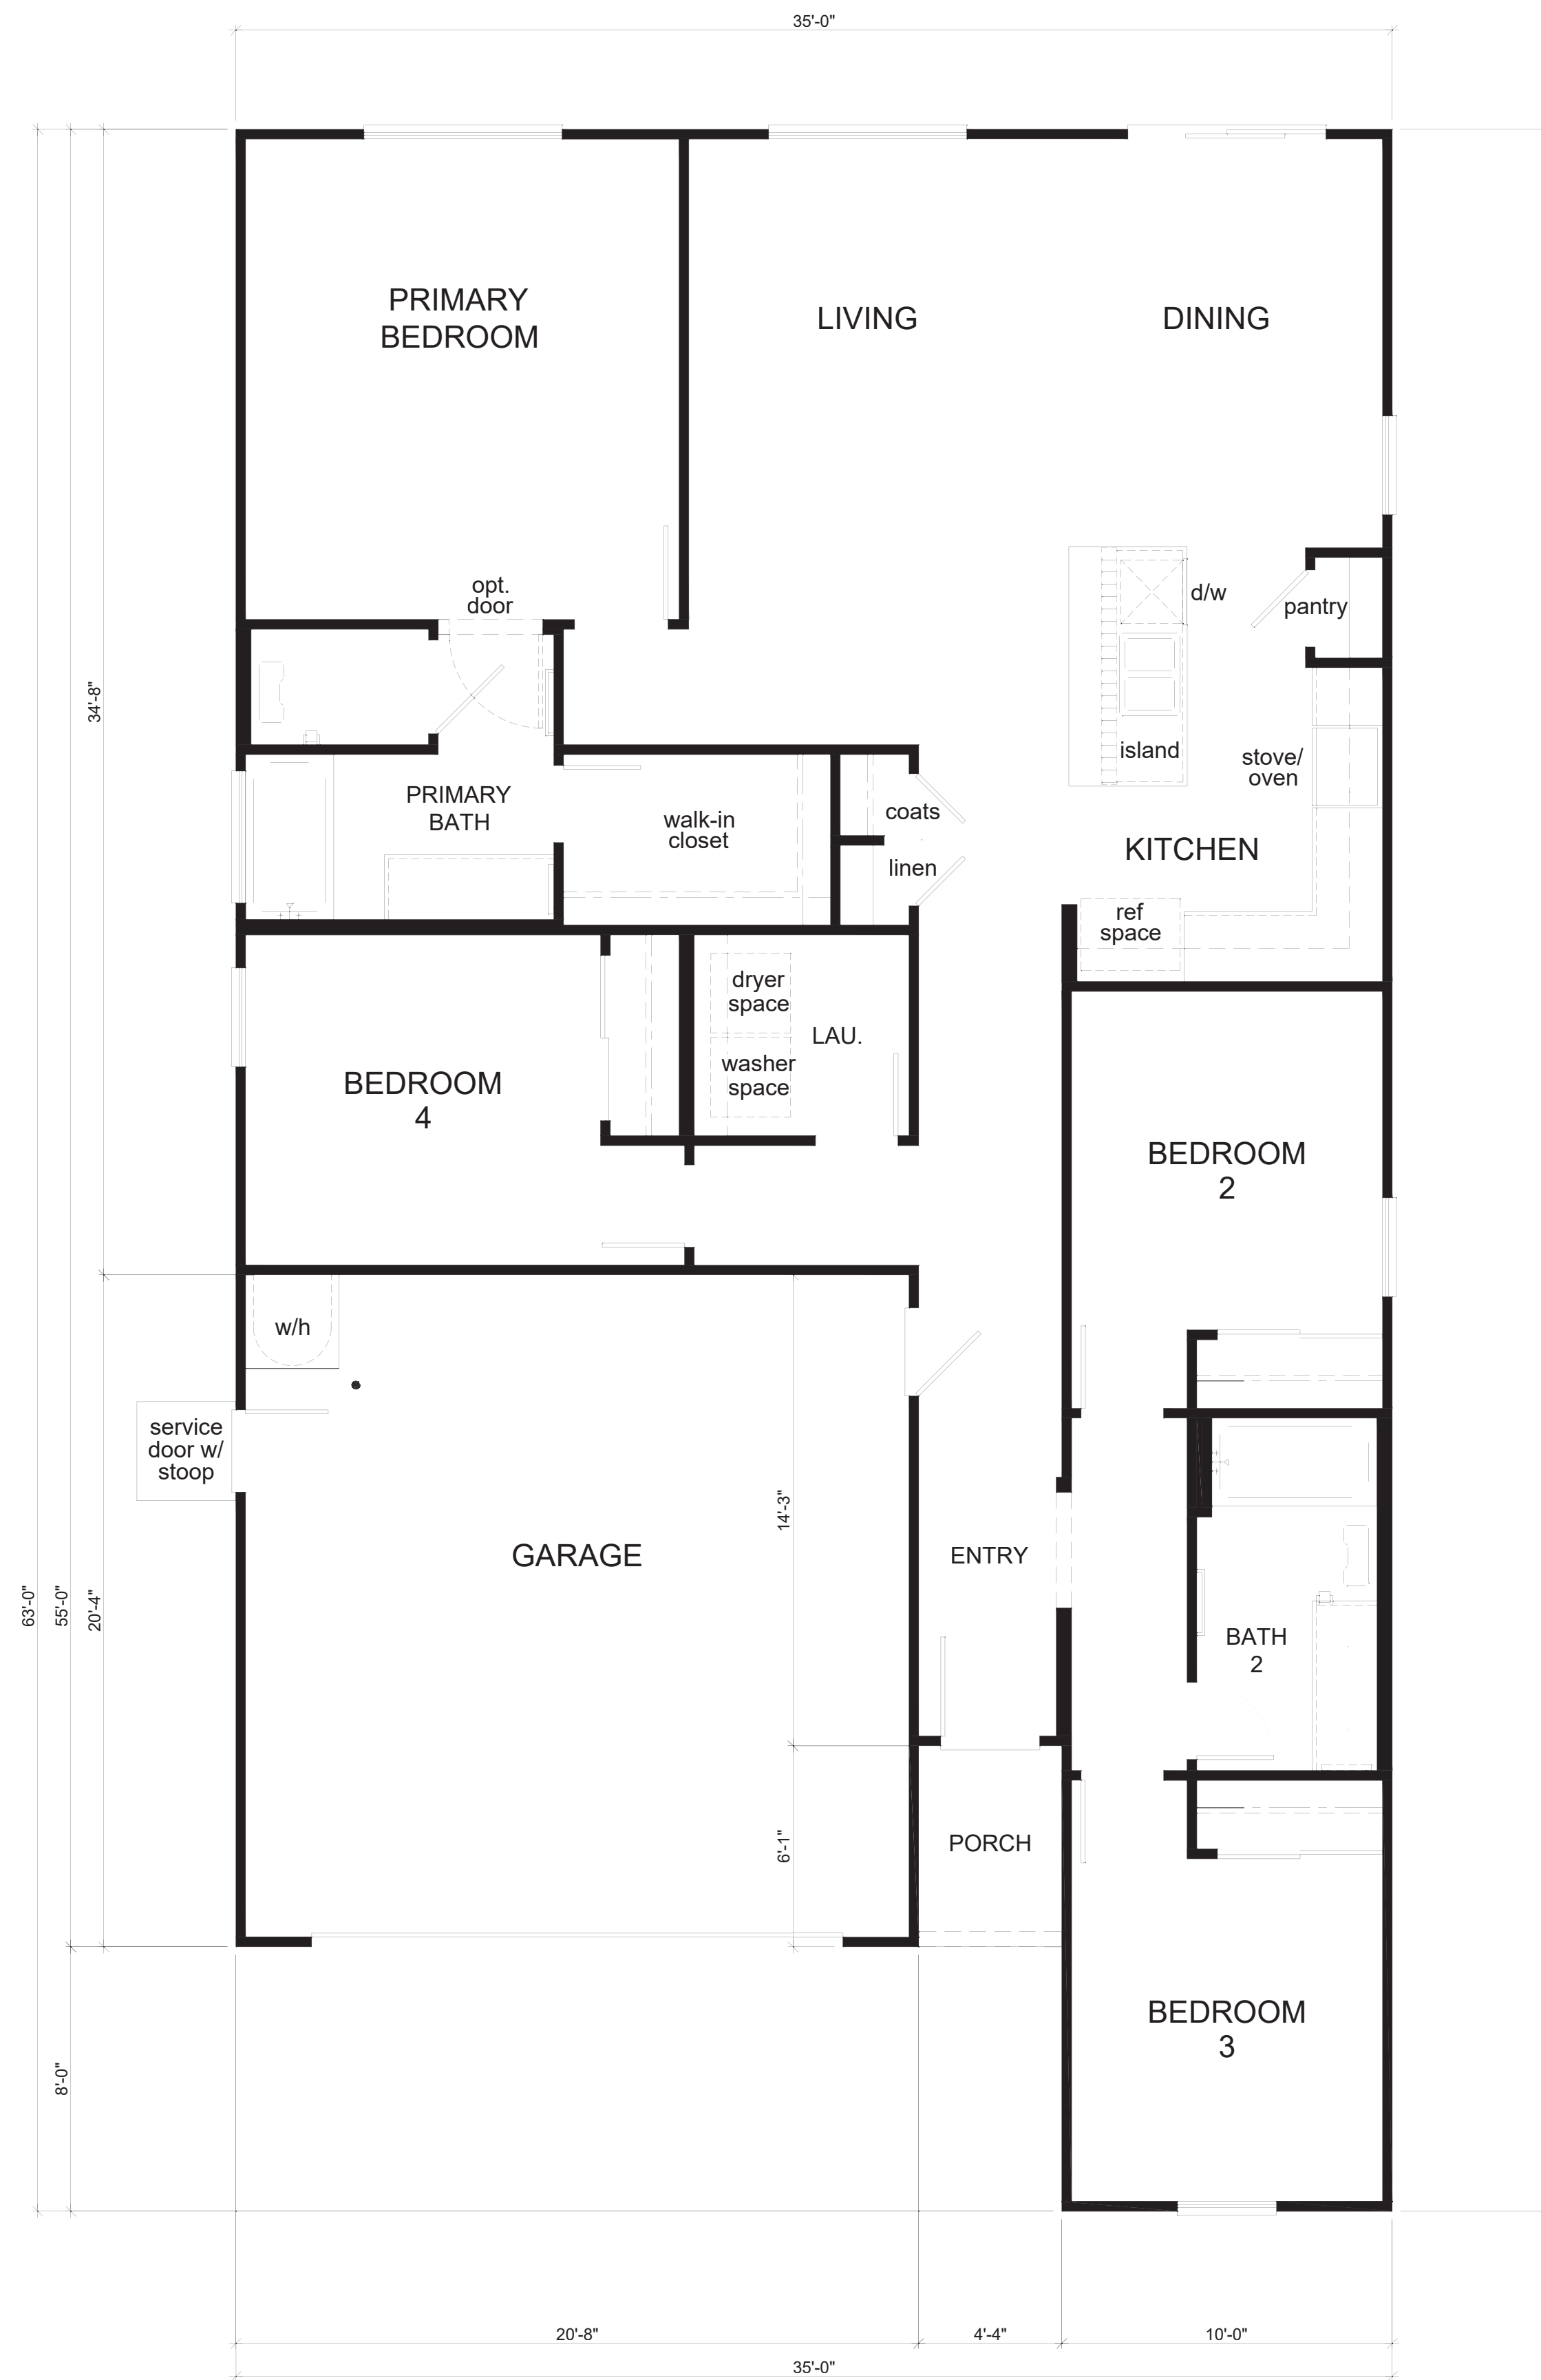 35'-0"
PRIMARY
BEDROOM
LIVING
DINING
opt.
door
d/w
pantry
34'-8"
island
stove/
oven
PRIMARY
BATH
walk-in
closet
coats
linen
KITCHEN
ref
space
dryer
space
LAU.
washer
space
BEDROOM
4
BEDROOM
2
w/h
service
door w/
stoop
14'-3"
GARAGE
ENTRY
63'-0"
55'-0"
20'-4"
BATH
2
6'-1"
PORCH
BEDROOM
3
8'-0"
20'-8"
4'-4"
10'-0"
35'-0"